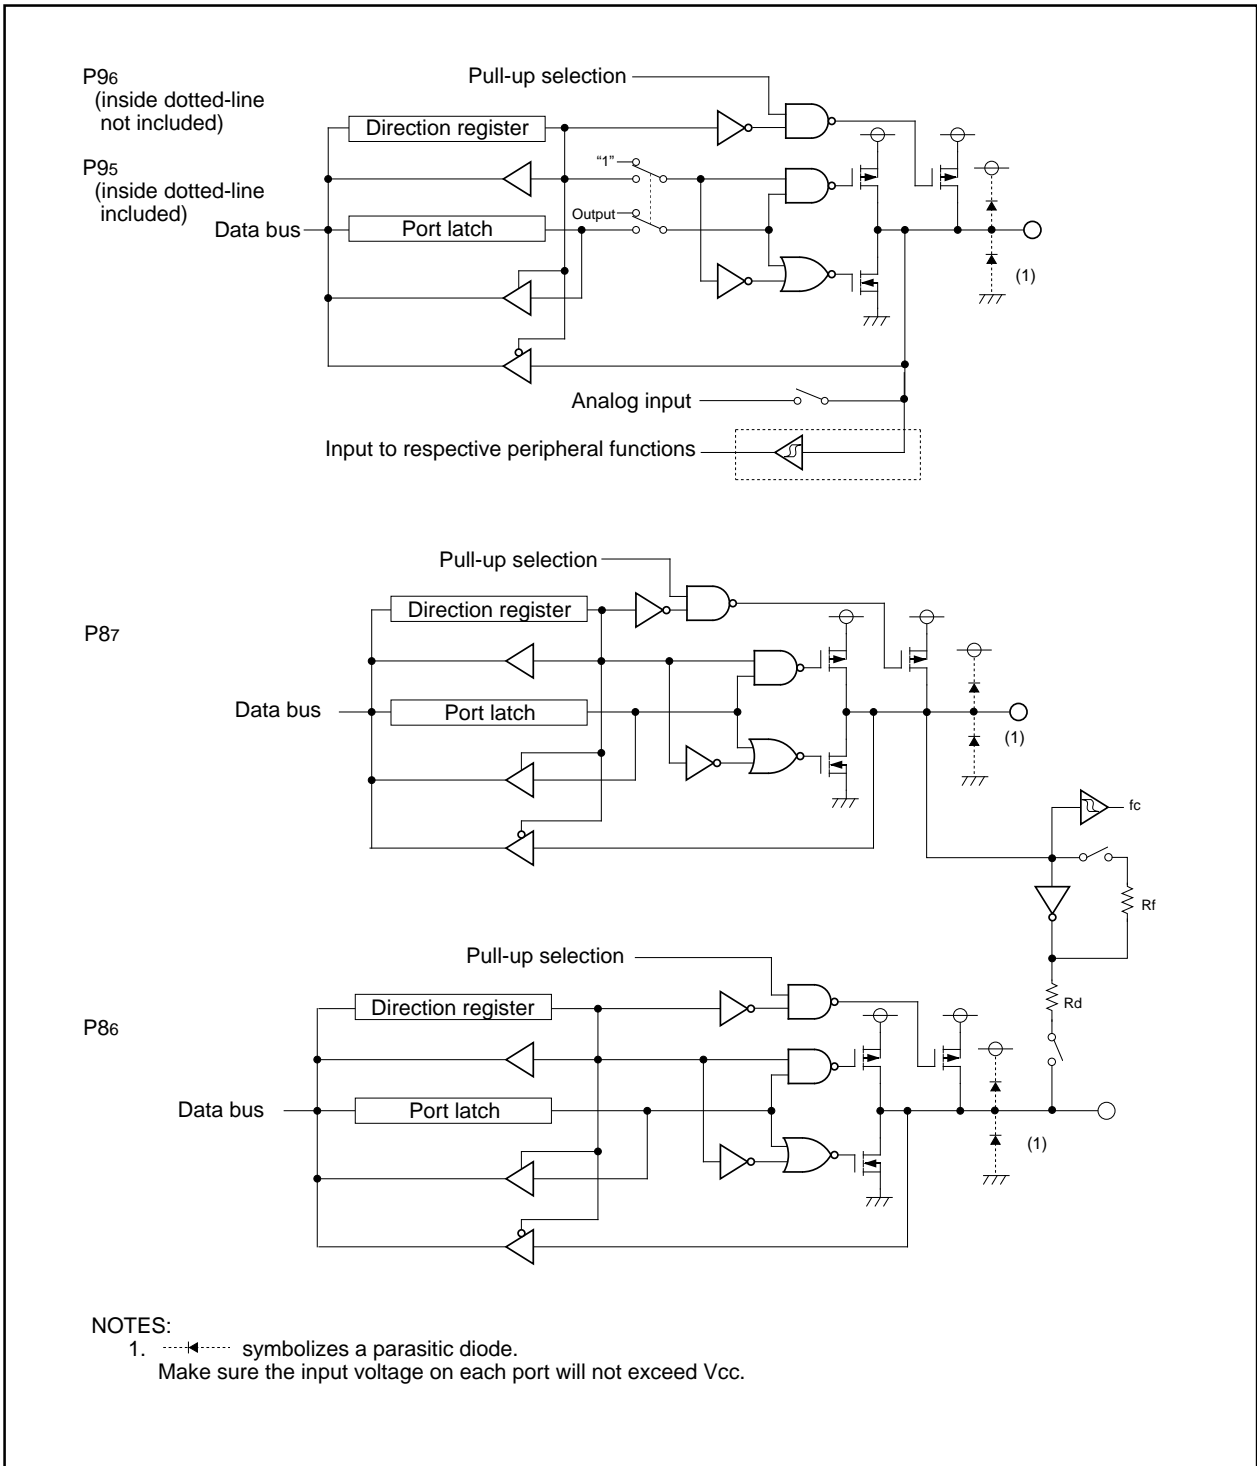 P96
(inside dotted-line
not included)
Pull-up selection
Direction register
P95
(inside dotted-line
included)
"1"
Output
Data bus
Port latch
(1)
Analog input
Input to respective peripheral functions
Pull-up selection
Direction register
P87
Data bus
Port latch
(1)
fc
Rf
Pull-up selection
Rd
Direction register
P86
Data bus
Port latch
(1)
NOTES:
1. symbolizes a parasitic diode.
Make sure the input voltage on each port will not exceed Vcc.